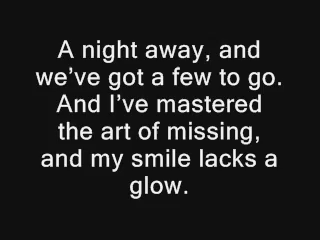 A night away, and
we’ve got a few to go.
And I’ve mastered
the art of missing,
and my smile lacks a
glow.